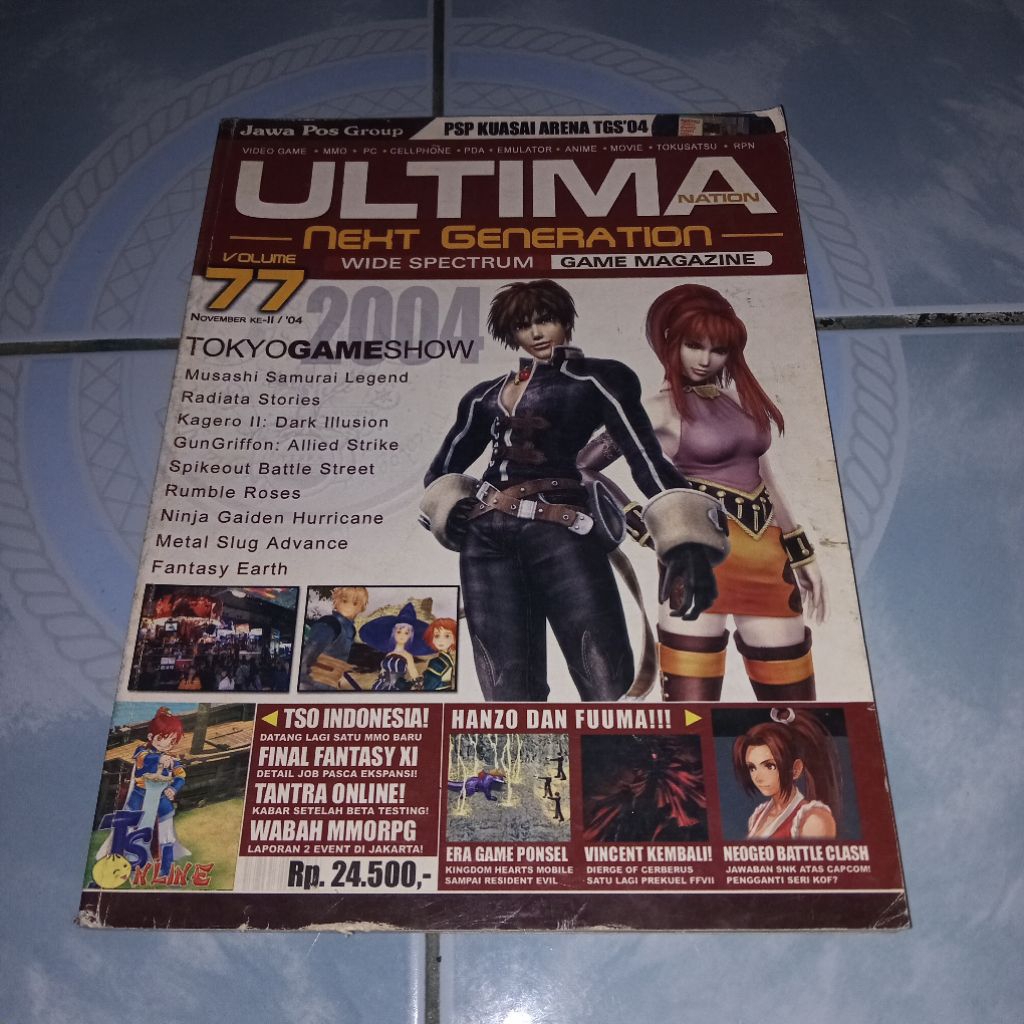 Jawa Pos Group
PSP KUASAI ARENA TGS'04
VIDEO GAME • MMO • PC • CELLPHONE • PDA • EMULATOR • ANIME • MOVIE • TOKUSATSU • RPN
ULTIMA
NATION
NEXT GENERATION
WIDE SPECTRUM GAME MAGAZINE
VOLUME
77
NOVEMBER KE-II / '04
2004
TOKYOGAMESHOW
Musashi Samurai Legend
Radiata Stories
Kagero II: Dark Illusion
GunGriffon: Allied Strike
Spikeout Battle Street
Rumble Roses
Ninja Gaiden Hurricane
Metal Slug Advance
Fantasy Earth
TSO INDONESIA!
DATANG LAGI SATU MMO BARU
FINAL FANTASY XI
DETAIL JOB PASCA EKSPANSI!
TANTRA ONLINE!
KABAR SETELAH BETA TESTING!
WABAH MMORPG
LAPORAN 2 EVENT DI JAKARTA!
Rp. 24.500,-
TS
ONLINE
HANZO DAN FUUMA!!!
ERA GAME PONSEL
KINGDOM HEARTS MOBILE
SAMPAI RESIDENT EVIL
VINCENT KEMBALI!
DIERGE OF CERBERUS
SATU LAGI PREKUEL FFVII
NEOGEO BATTLE CLASH
JAWABAN SNK ATAS CAPCOM!
PENGGANTI SERI KOF?